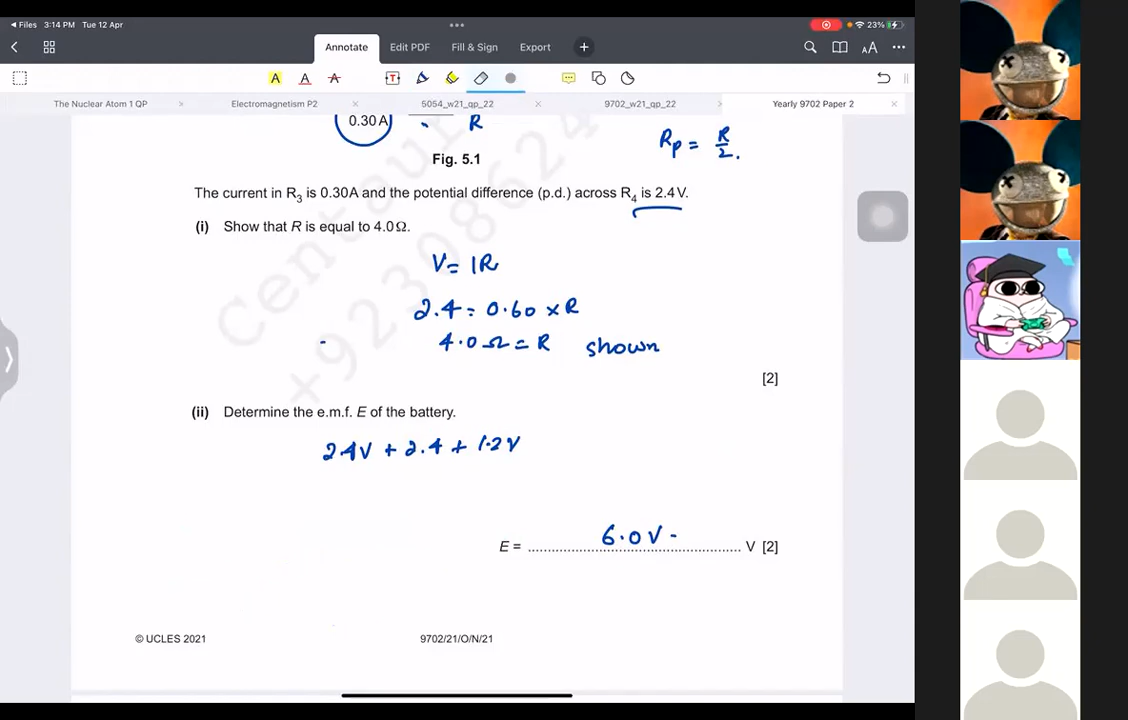 Files 3:14 PM Tue 12 Apr
23%
Annotate Edit PDF Fill & Sign Export
The Nuclear Atom 1 QP Electromagnetism P2 5054_w21_qp_22 9702_w21_qp_22 Yearly 9702 Paper 2
0.30 A R
Rp = R/2.
Fig. 5.1
The current in R3 is 0.30A and the potential difference (p.d.) across R4 is 2.4V.
(i) Show that R is equal to 4.0Ω.
V = IR
2.4 = 0.60 × R
4.0 Ω = R shown
[2]
(ii) Determine the e.m.f. E of the battery.
2.4V + 2.4 + 1.2V
6.0 V
E = ........................................................ V [2]
© UCLES 2021 9702/21/O/N/21
Centaur
+92398624